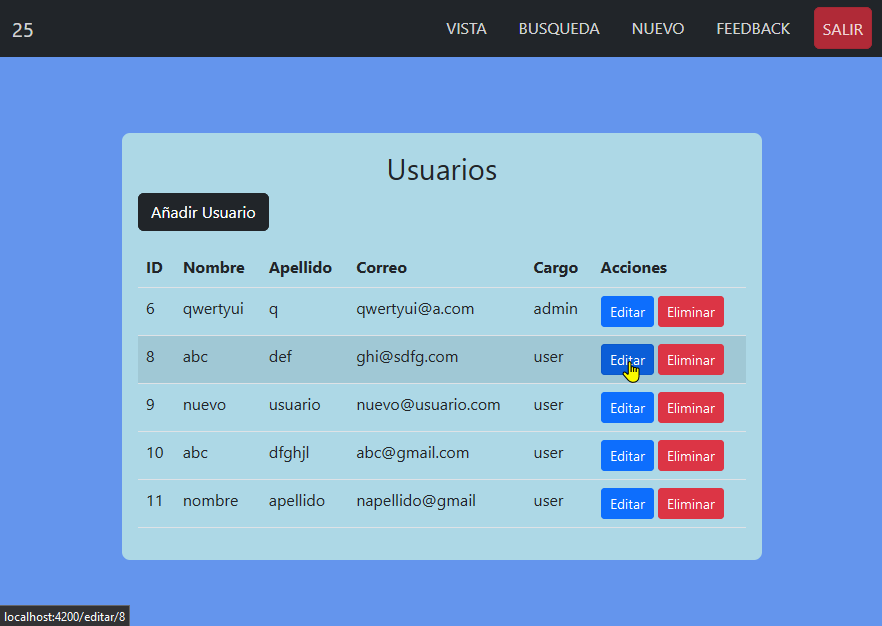 25 VISTA BUSQUEDA NUEVO FEEDBACK SALIR
Usuarios
Añadir Usuario
ID Nombre Apellido Correo Cargo Acciones
6 qwertyui q qwertyui@a.com admin Editar Eliminar
8 abc def ghi@sdfg.com user Editar Eliminar
9 nuevo usuario nuevo@usuario.com user Editar Eliminar
10 abc dfghjl abc@gmail.com user Editar Eliminar
11 nombre apellido napellido@gmail user Editar Eliminar
localhost:4200/editar/8